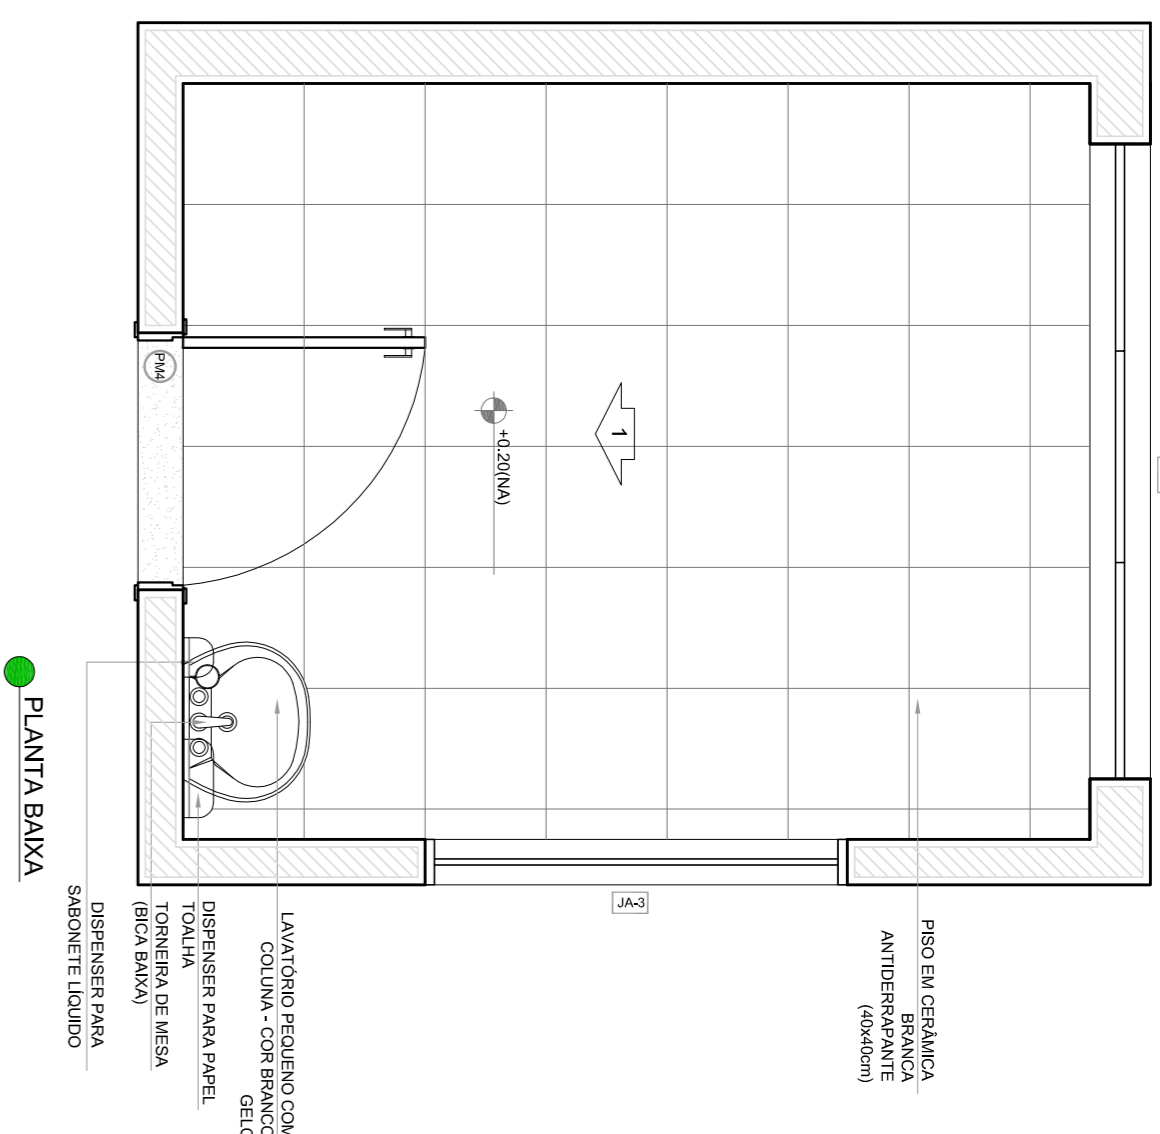 PM4
+0.20(NA)
1
JA-3
PISO EM CERÂMICA
BRANCA
ANTIDERRAPANTE
(40x40cm)
LAVATÓRIO PEQUENO COM
COLUNA - COR BRANCO
GELO
DISPENSER PARA PAPEL
TOALHA
TORNEIRA DE MESA
(BICA BAIXA)
DISPENSER PARA
SABONETE LÍQUIDO
PLANTA BAIXA